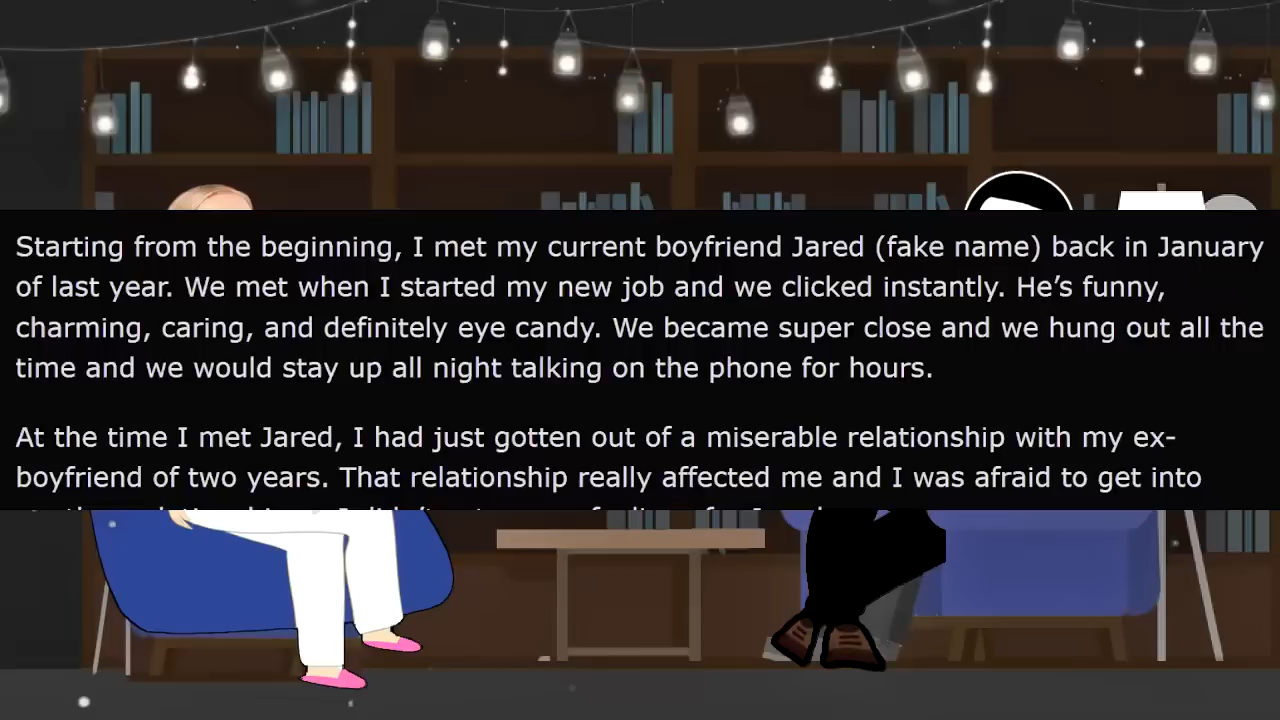 Starting from the beginning, I met my current boyfriend Jared (fake name) back in January
of last year. We met when I started my new job and we clicked instantly. He’s funny,
charming, caring, and definitely eye candy. We became super close and we hung out all the
time and we would stay up all night talking on the phone for hours.
At the time I met Jared, I had just gotten out of a miserable relationship with my ex-
boyfriend of two years. That relationship really affected me and I was afraid to get into